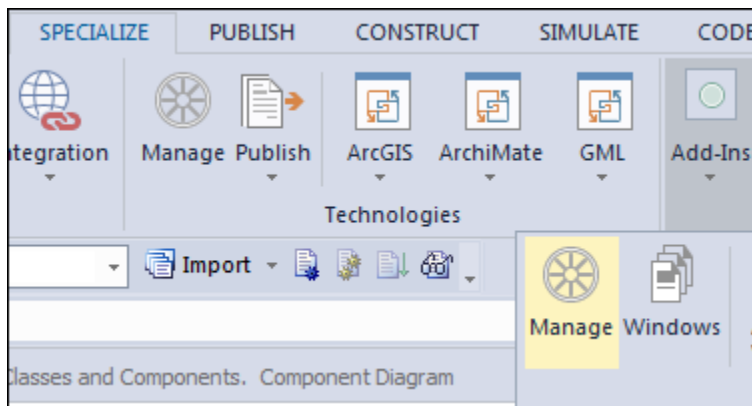 SPECIALIZE PUBLISH CONSTRUCT SIMULATE CODE
ntegration Manage Publish ArcGIS ArchiMate GML Add-Ins
Technologies
Import
Manage Windows
Classes and Components. Component Diagram